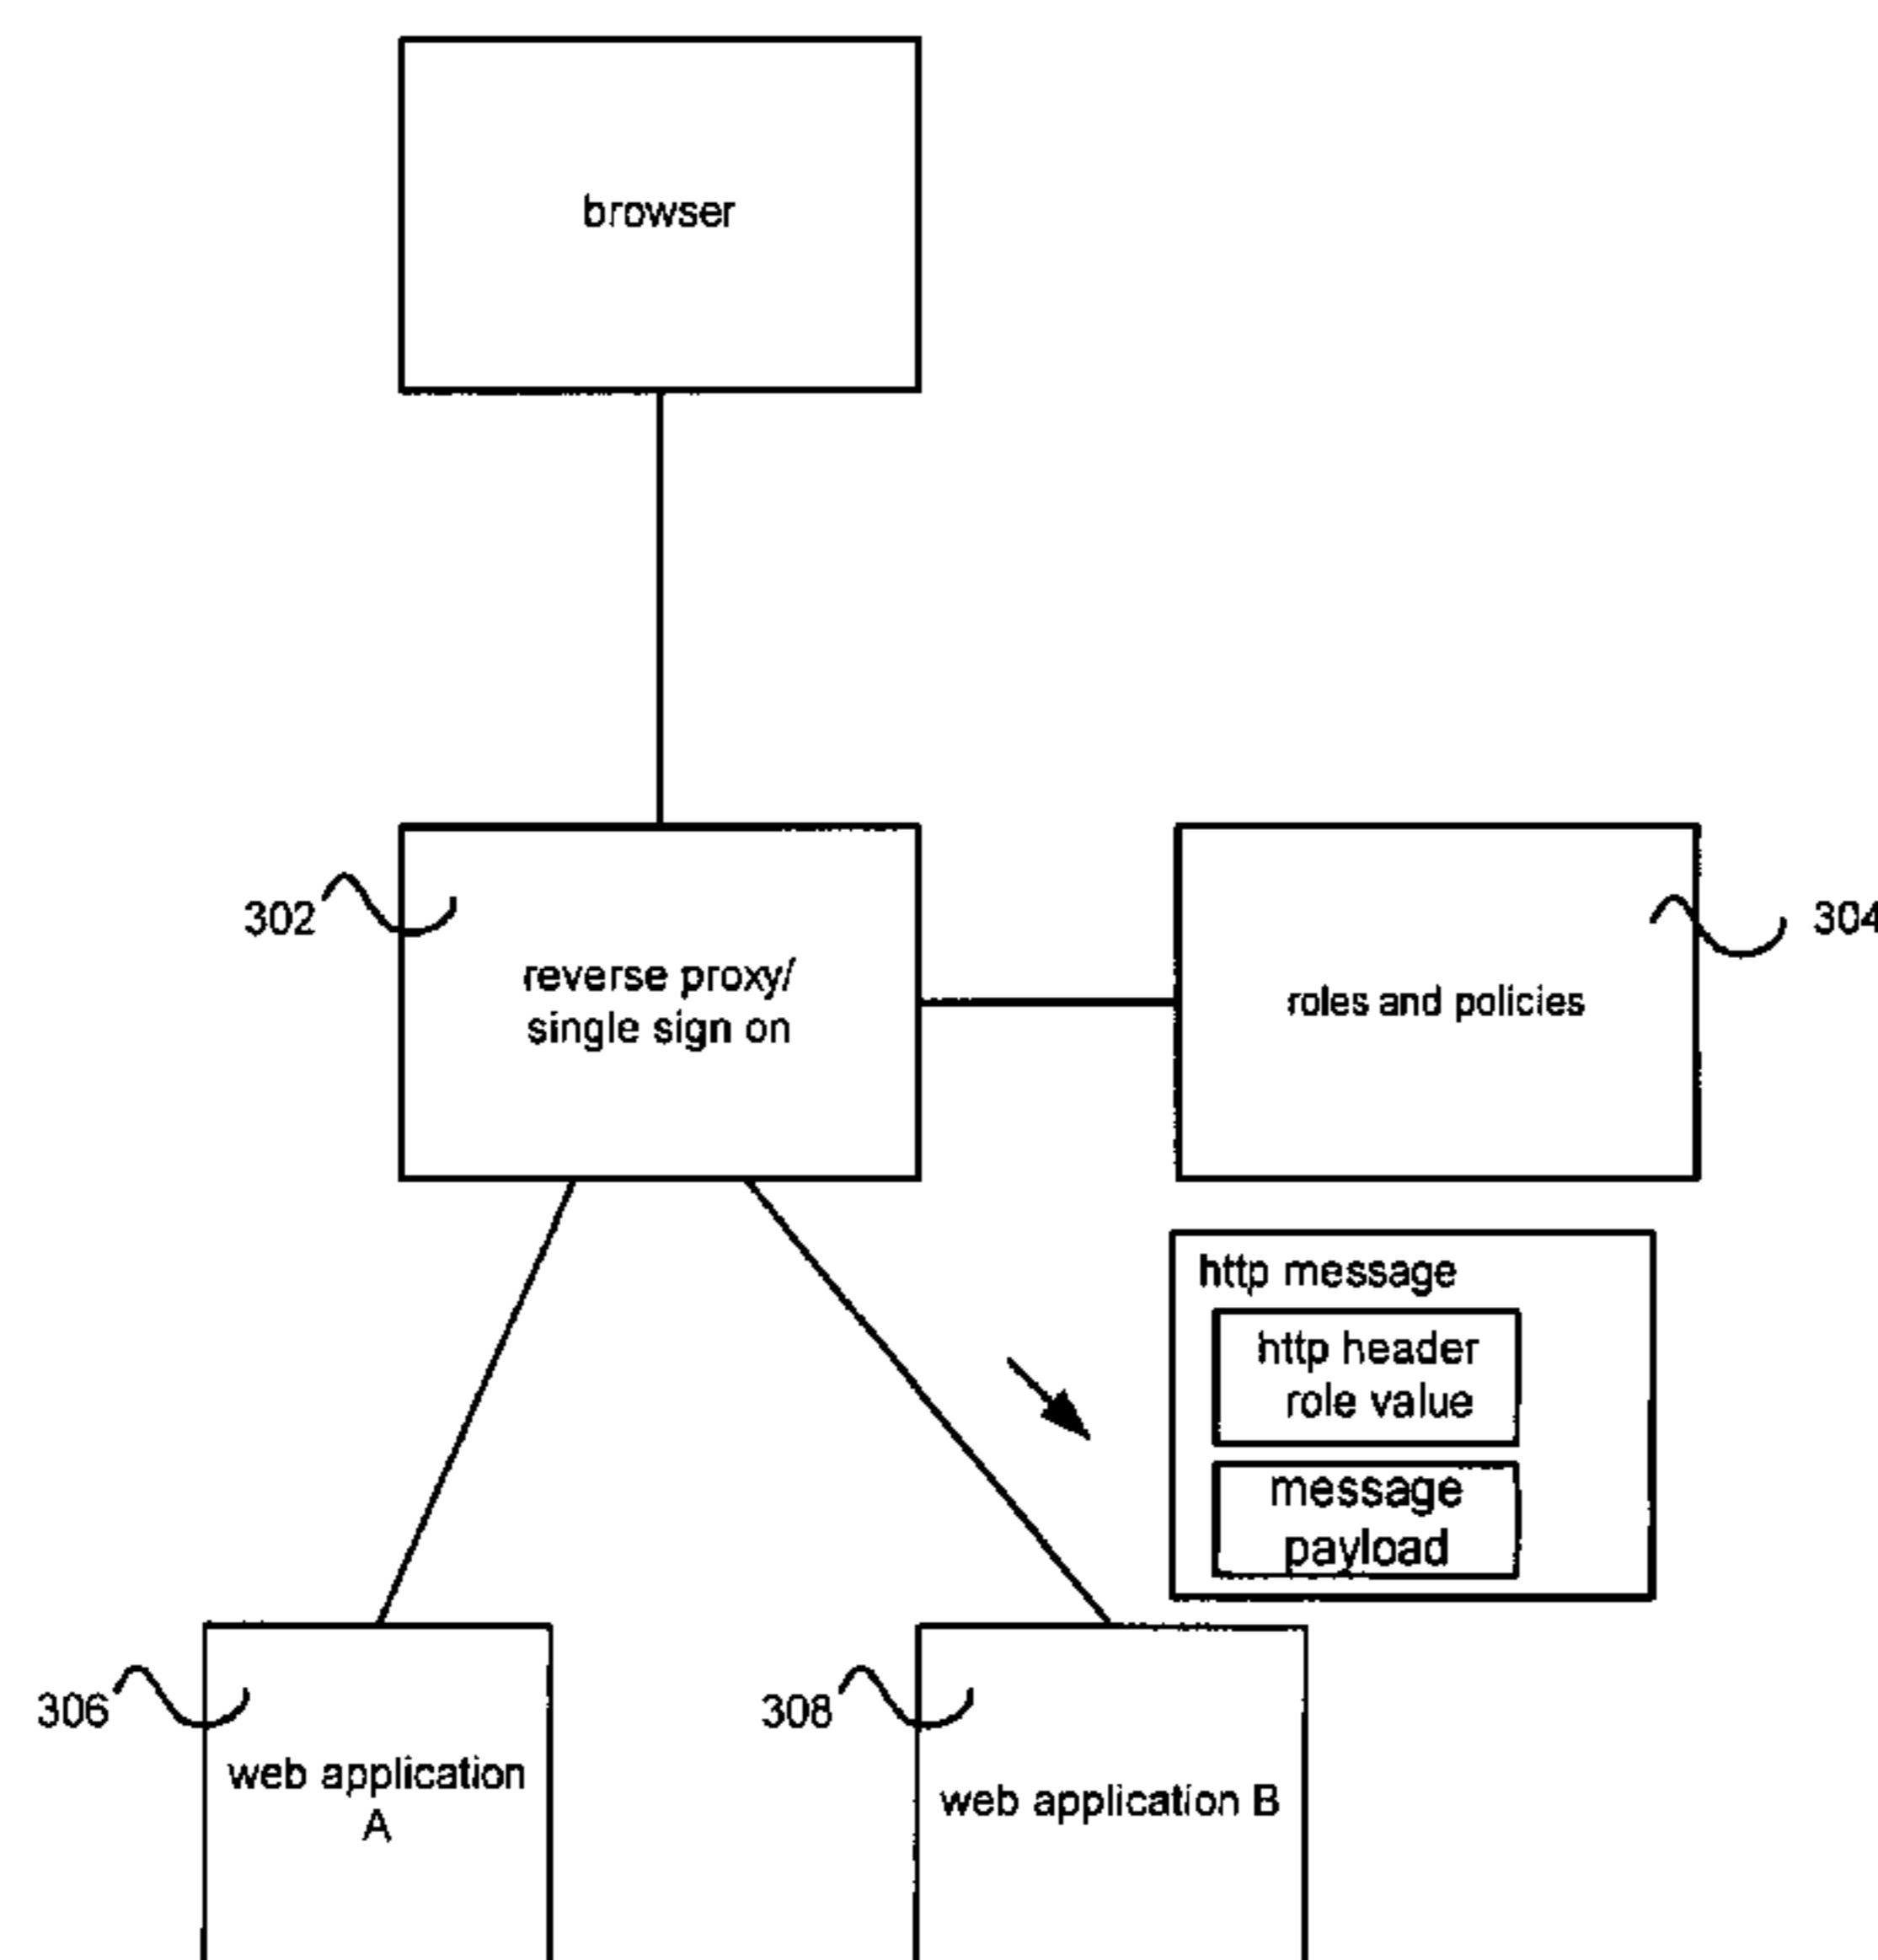 browser
302
reverse proxy/
single sign on
304
roles and policies
http message
http header
role value
message
payload
306
web application
A
308
web application B